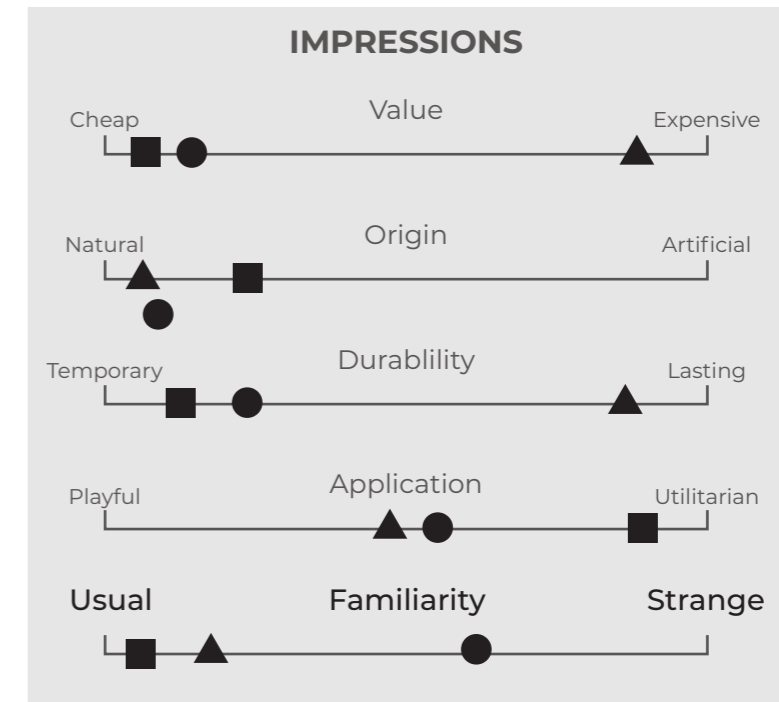 IMPRESSIONS
Cheap Value Expensive
Natural Origin Artificial
Temporary Durablility Lasting
Playful Application Utilitarian
Usual Familiarity Strange